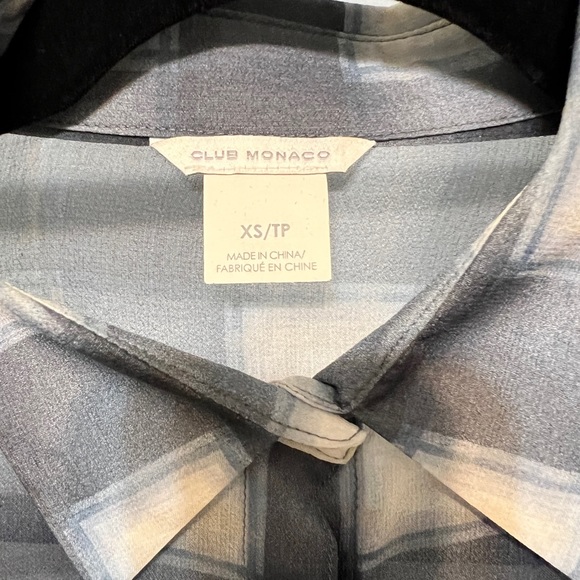 CLUB MONACO
XS/TP
MADE IN CHINA/
FABRIQUÉ EN CHINE